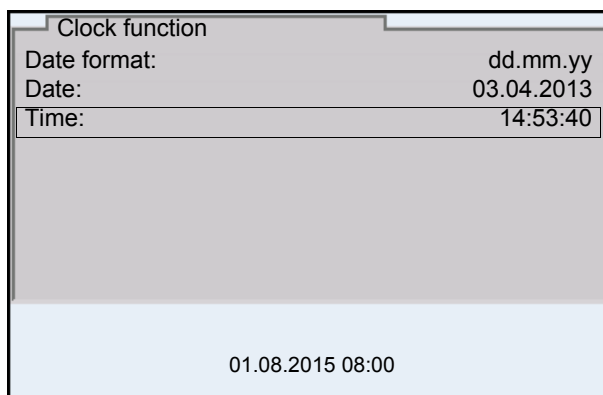 Clock function
Date format: dd.mm.yy
Date: 03.04.2013
Time: 14:53:40
01.08.2015 08:00